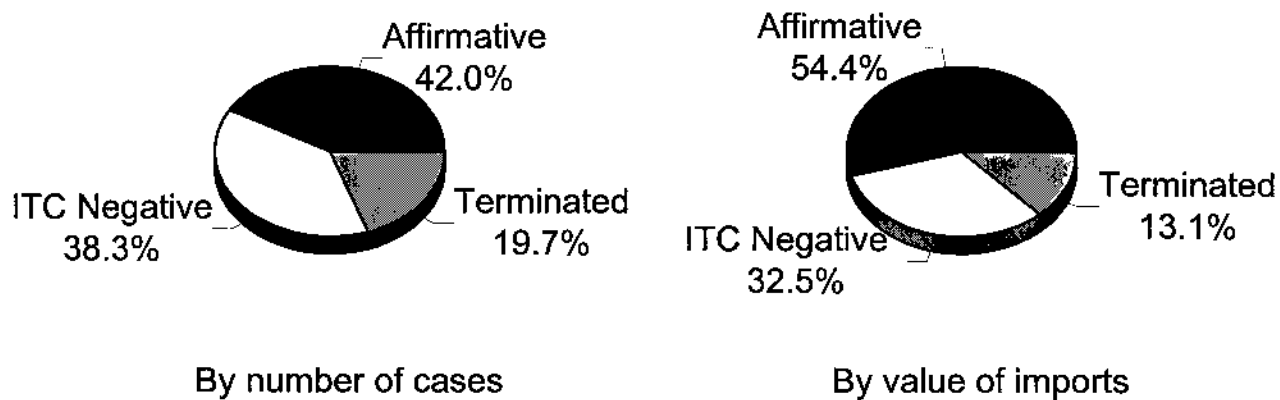 Affirmative
42.0%
ITC Negative
38.3%
Terminated
19.7%
By number of cases
Affirmative
54.4%
ITC Negative
32.5%
Terminated
13.1%
By value of imports